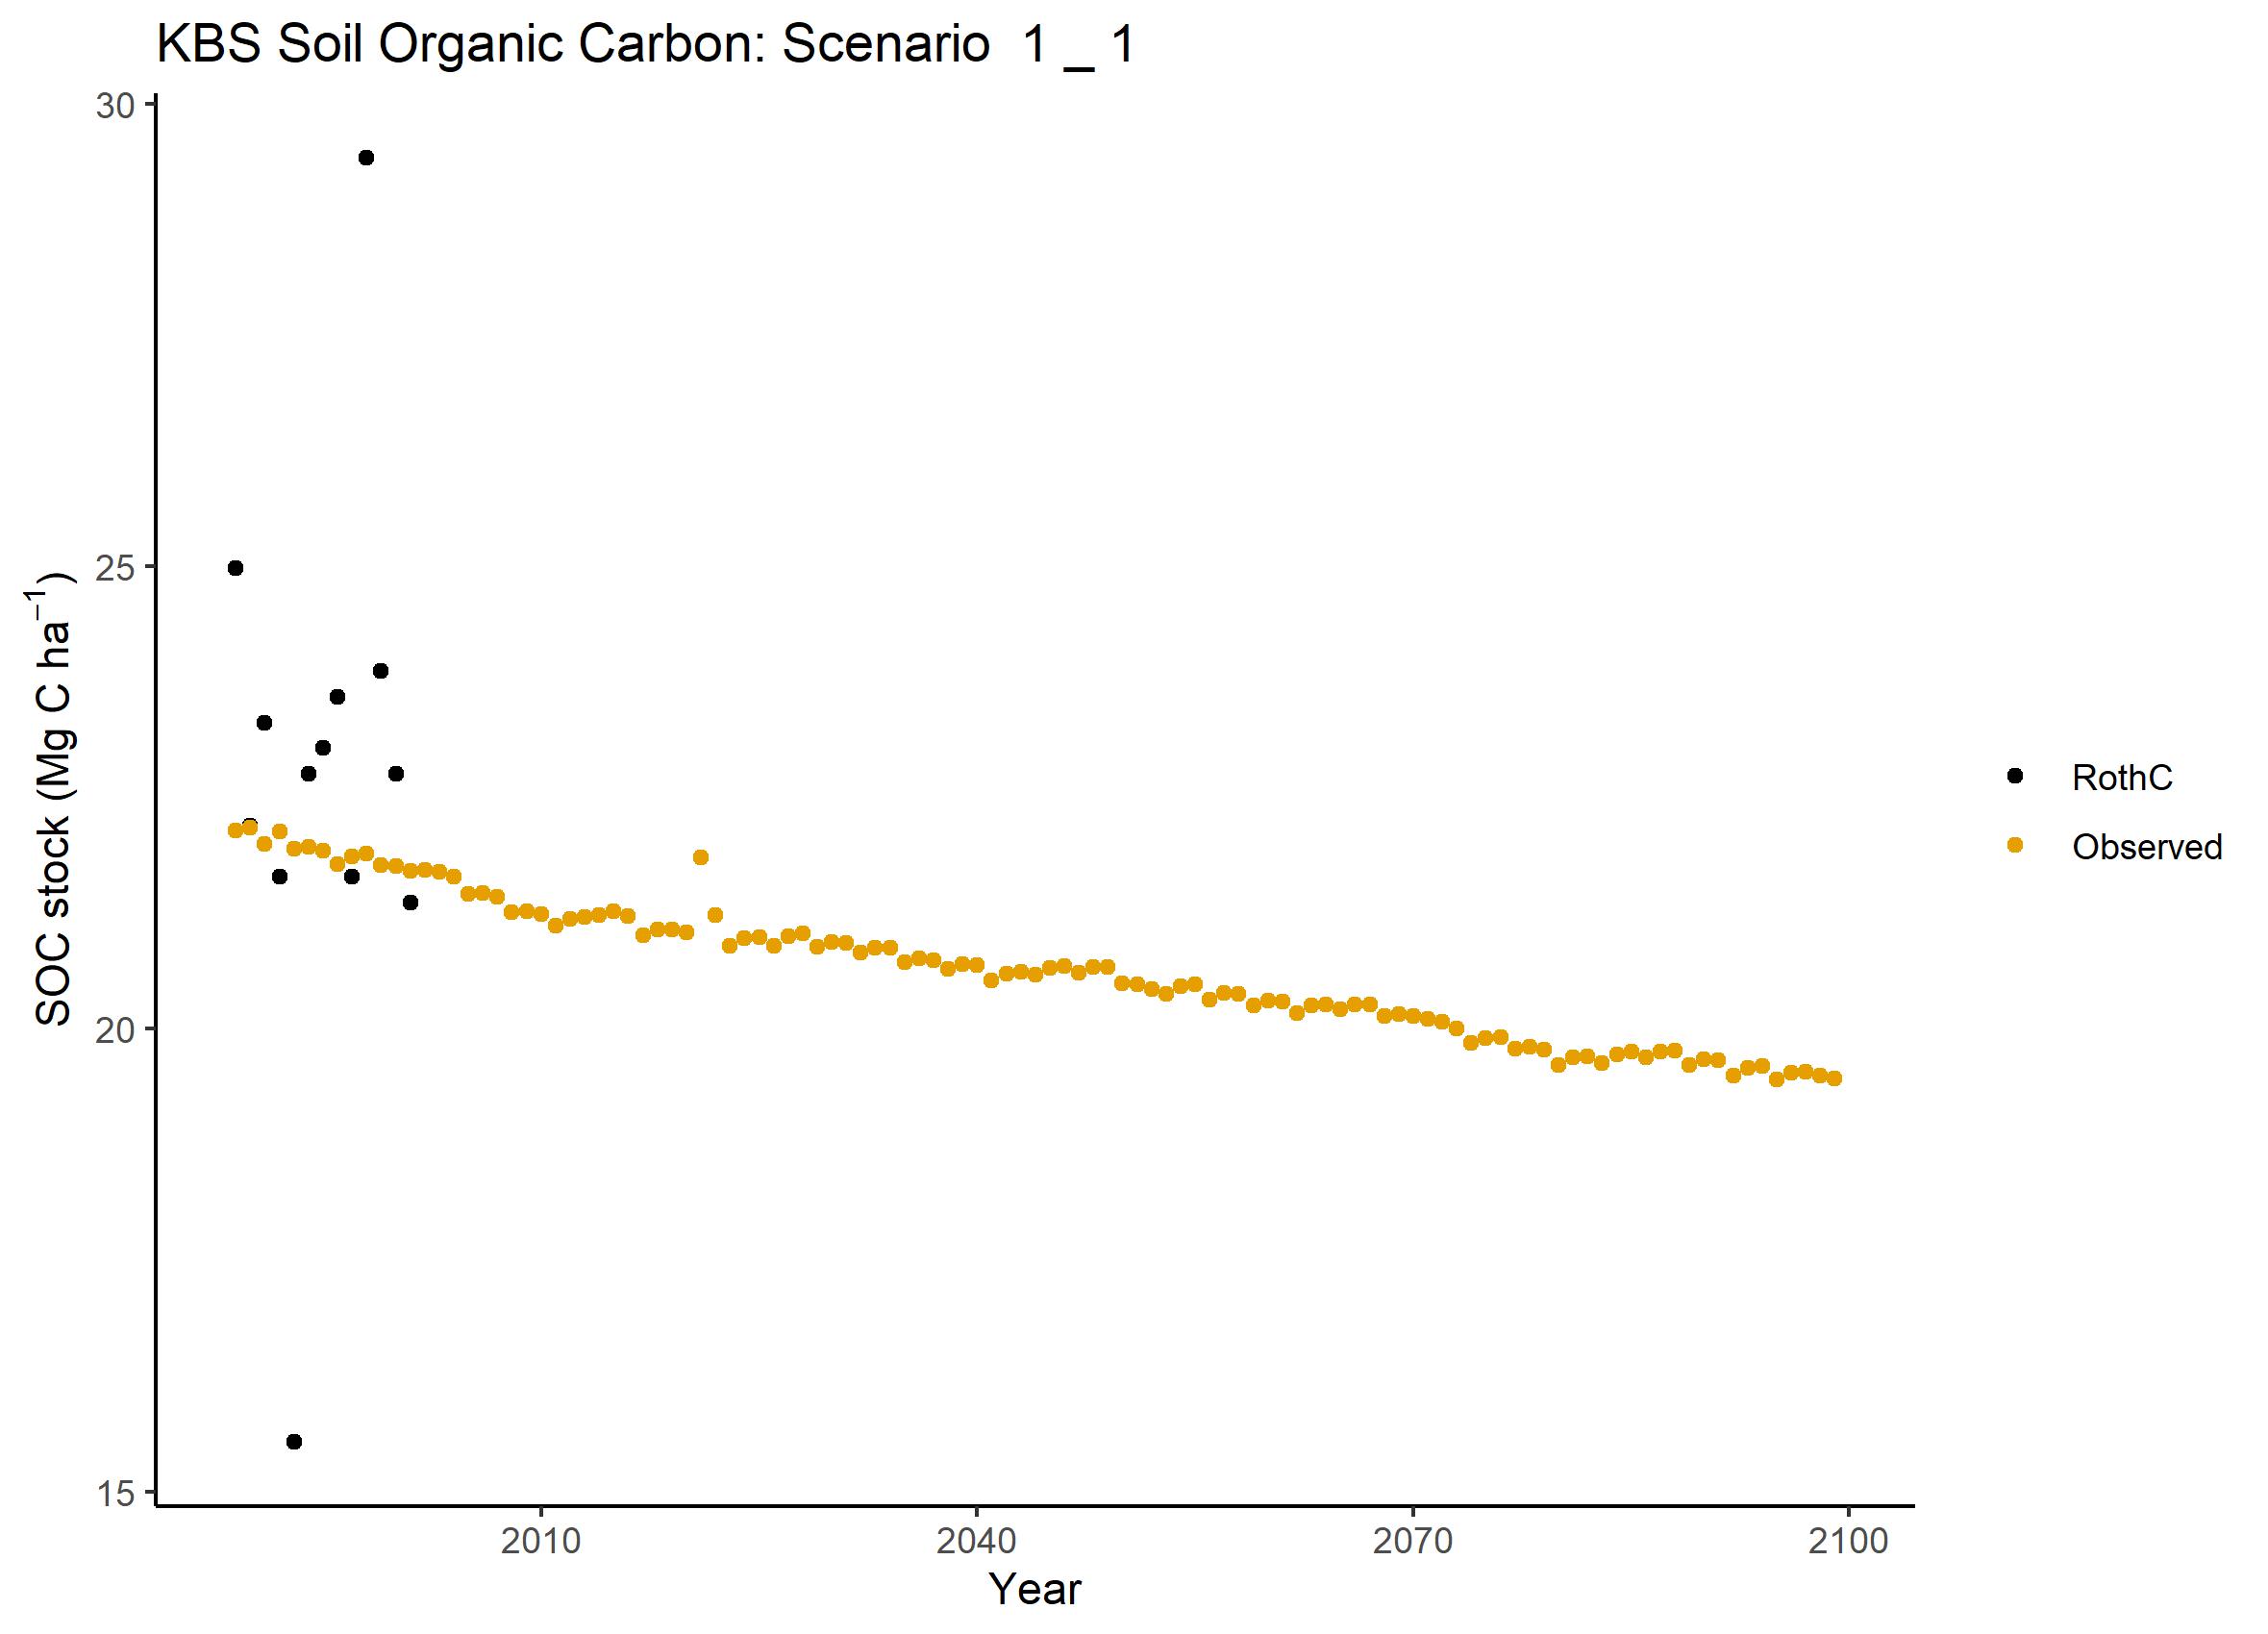 KBS Soil Organic Carbon: Scenario  1 _ 1
30
25
20
15
SOC stock (Mg C ha⁻¹)
2010 2040 2070 2100
Year
RothC
Observed